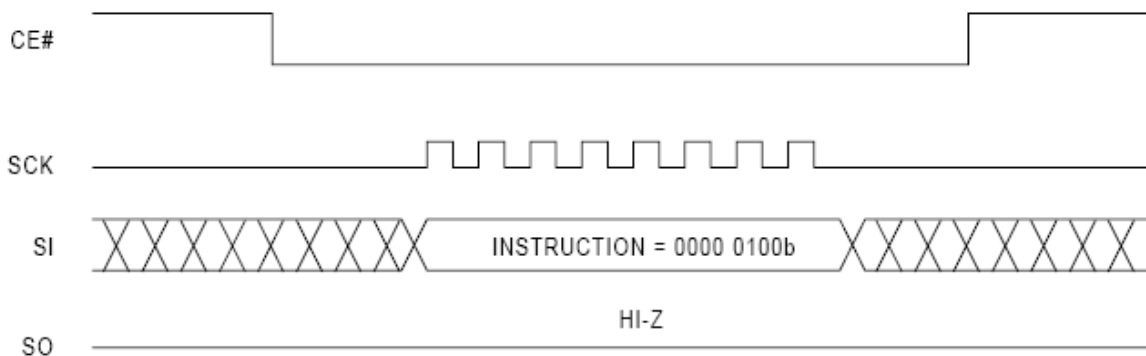 CE#
SCK
SI
INSTRUCTION = 0000 0100b
HI-Z
SO